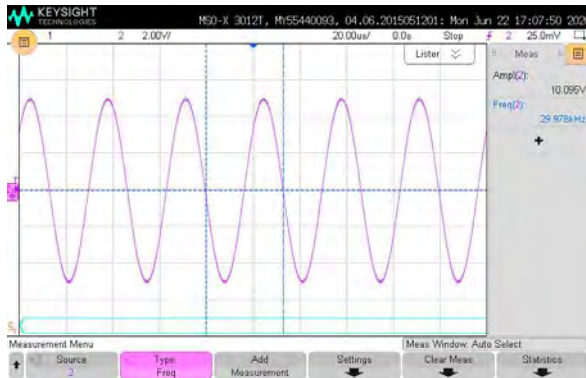 KEYSIGHT
TECHNOLOGIES
MSO-X 3012T, MY55440093, 04.06.2015051201: Mon Jun 22 17:07:50 202
1 2 2.00V/ 20.00us/ 0.0s Stop 2 25.0mV
Lister
Meas
Ampl(2):
10.095V
Freq(2):
29.978kHz
Measurement Menu
Meas Window: Auto Select
Source
2
Type:
Freq
Add
Measurement
Settings
Clear Meas
Statistics